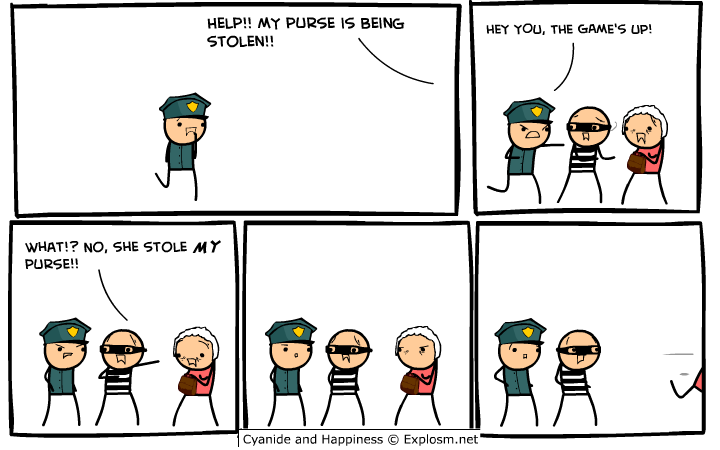 HELP!! MY PURSE IS BEING
STOLEN!!
HEY YOU, THE GAME'S UP!
WHAT!? NO, SHE STOLE MY
PURSE!!
Cyanide and Happiness © Explosm.net